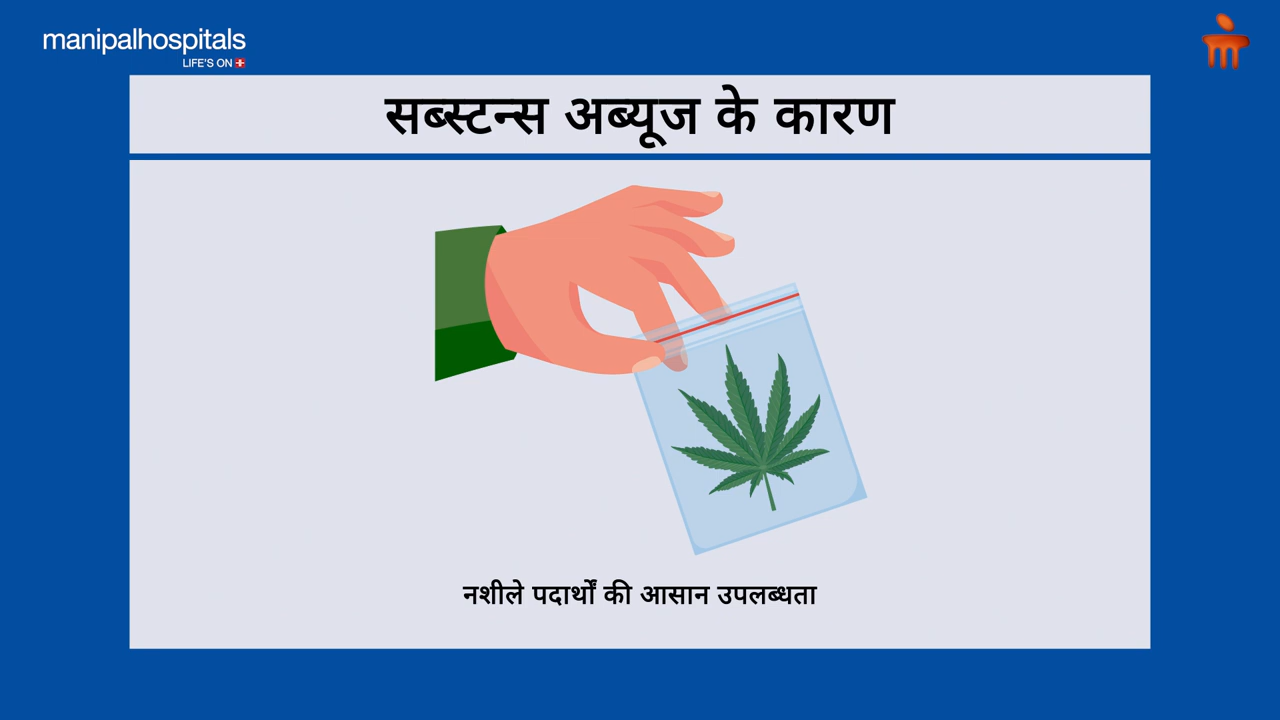 manipalhospitals
LIFE'S ON
सब्स्टन्स अब्यूज के कारण
नशीले पदार्थों की आसान उपलब्धता